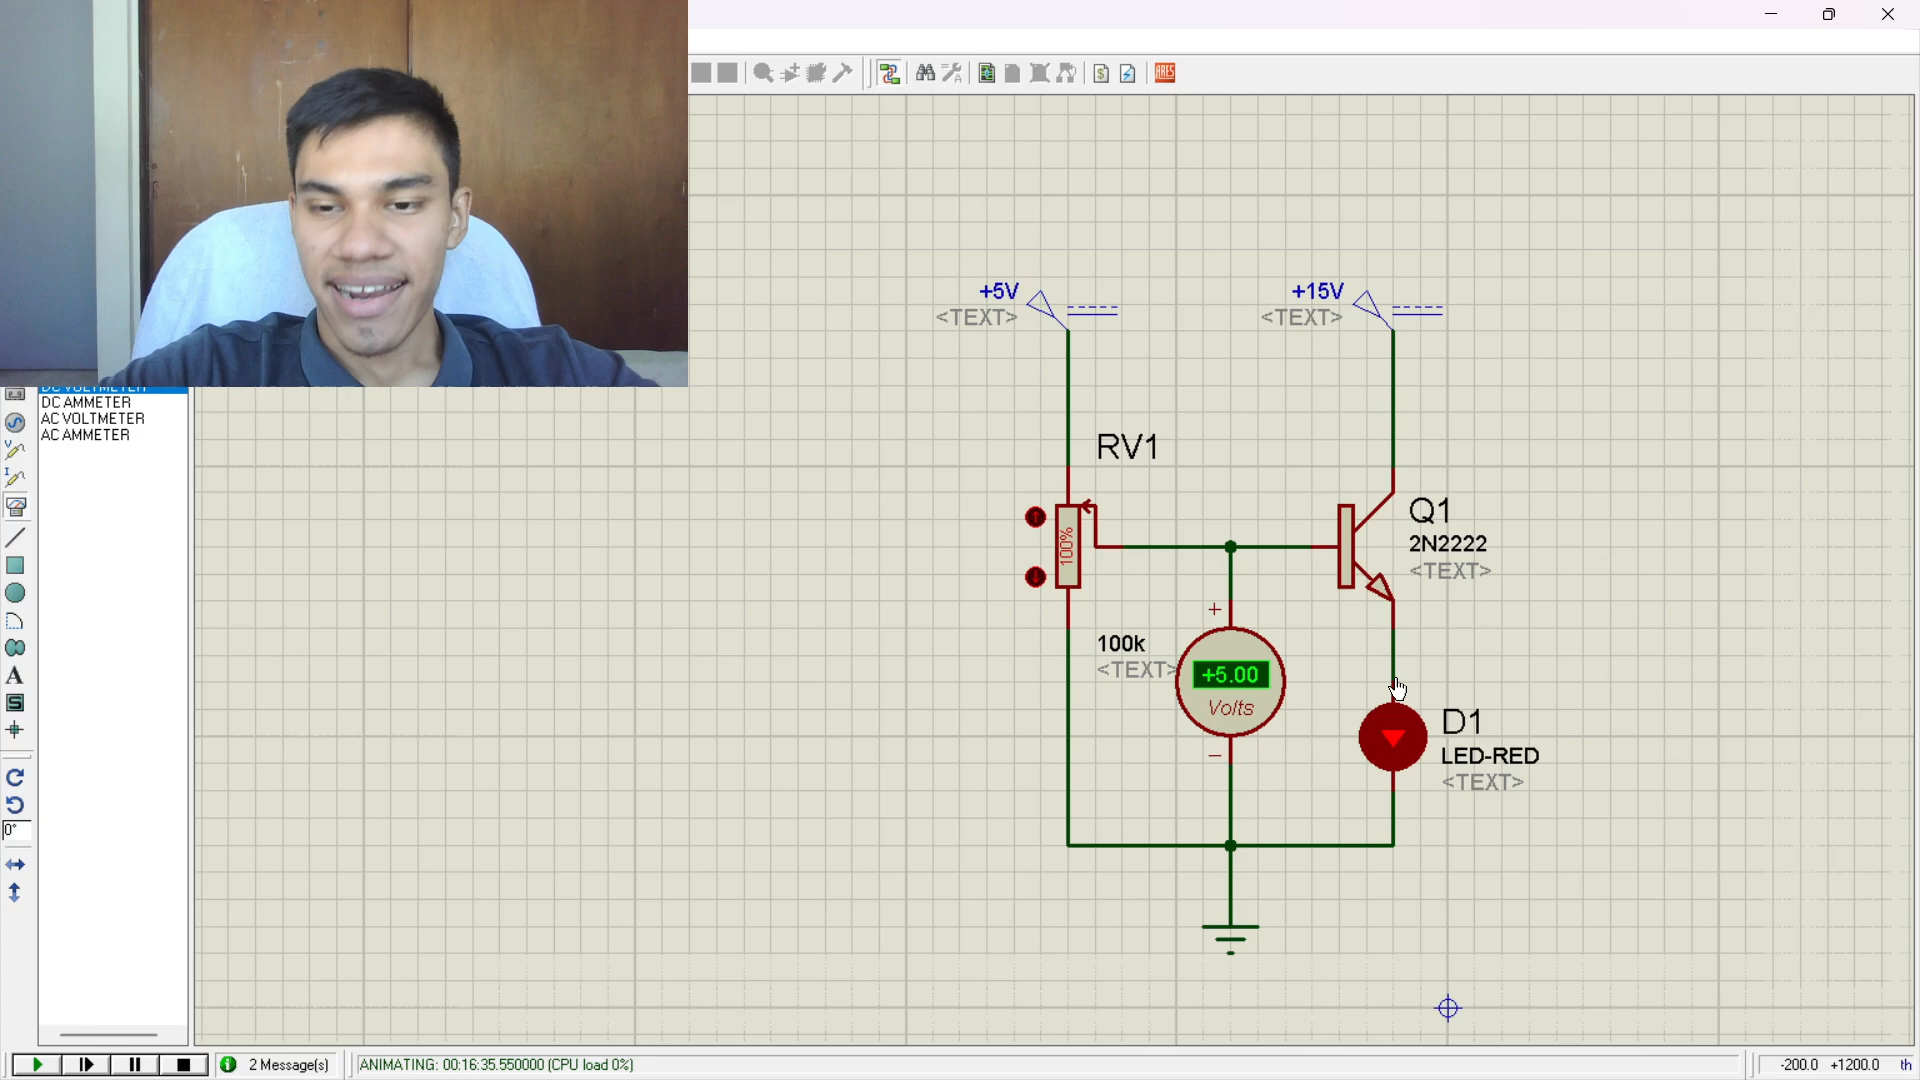 ARES
DC VOLTMETER
DC AMMETER
AC VOLTMETER
AC AMMETER
+5V
<TEXT>
+15V
<TEXT>
RV1
100%
Q1
2N2222
<TEXT>
100k
<TEXT>
+
+5.00
Volts
−
D1
LED-RED
<TEXT>
A
S
V
I
$
0°
2 Message(s)
ANIMATING: 00:16:35.550000 (CPU load 0%)
-200.0 +1200.0 th